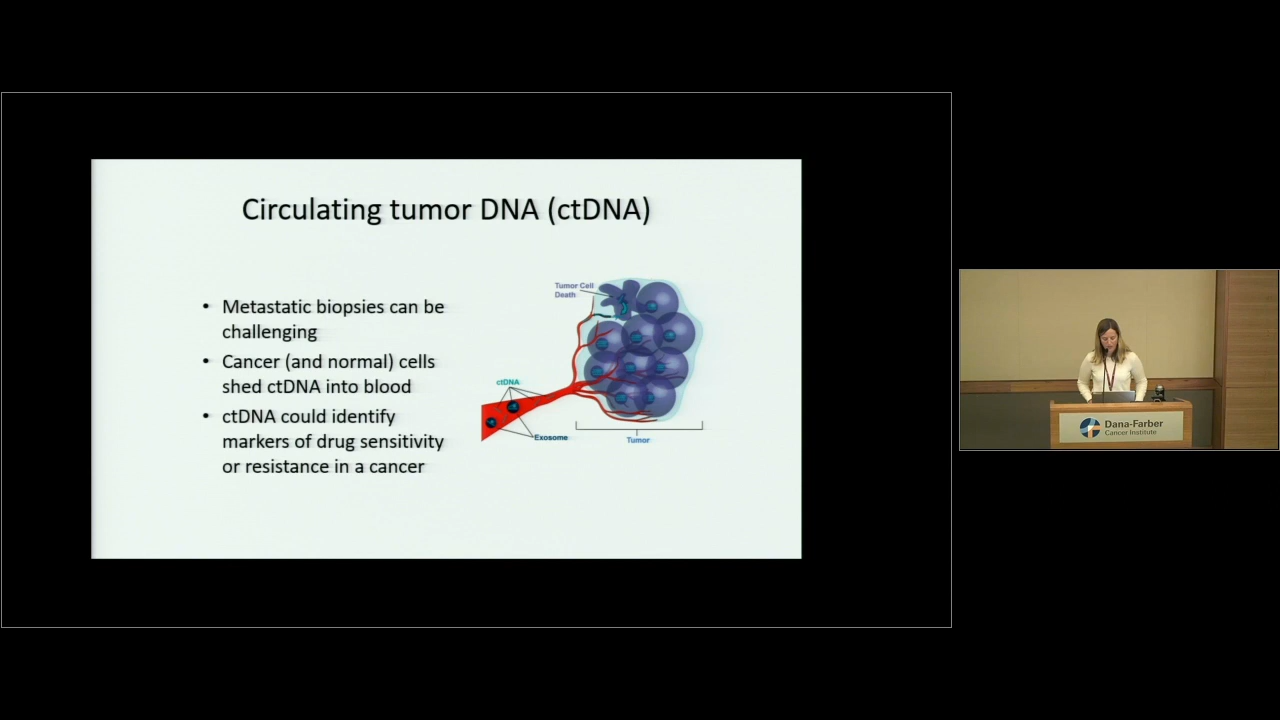 Circulating tumor DNA (ctDNA)
• Metastatic biopsies can be
challenging
• Cancer (and normal) cells
shed ctDNA into blood
• ctDNA could identify
markers of drug sensitivity
or resistance in a cancer
Tumor Cell
Death
ctDNA
Exosome
Tumor
Dana-Farber
Cancer Institute